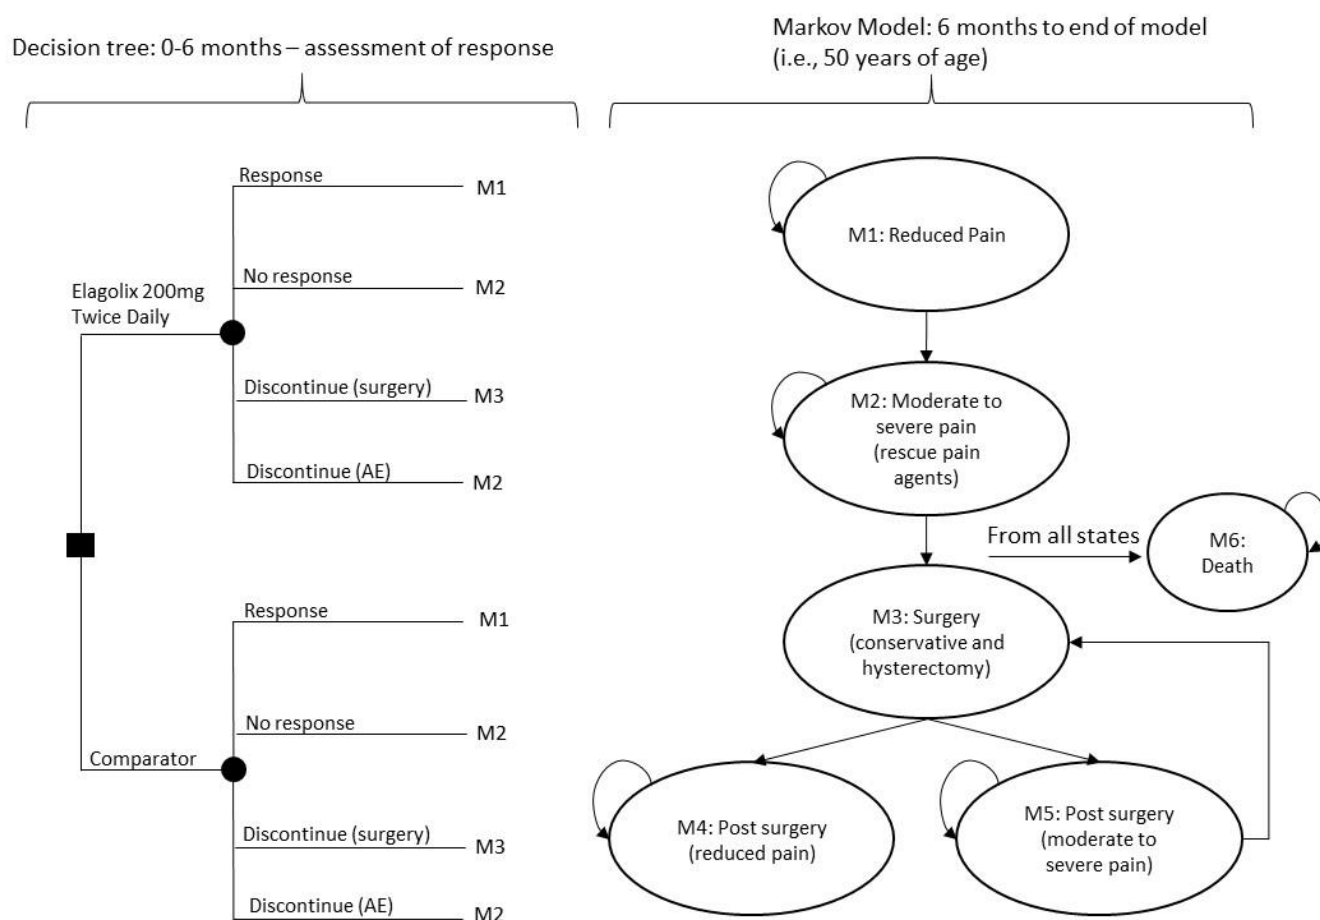 Decision tree: 0-6 months – assessment of response
Markov Model: 6 months to end of model
(i.e., 50 years of age)
Response
M1
No response
M2
Elagolix 200mg
Twice Daily
Discontinue (surgery)
M3
Discontinue (AE)
M2
Response
M1
No response
M2
Comparator
Discontinue (surgery)
M3
Discontinue (AE)
M2
M1: Reduced Pain
M2: Moderate to
severe pain
(rescue pain
agents)
From all states
M6:
Death
M3: Surgery
(conservative and
hysterectomy)
M4: Post surgery
(reduced pain)
M5: Post surgery
(moderate to
severe pain)